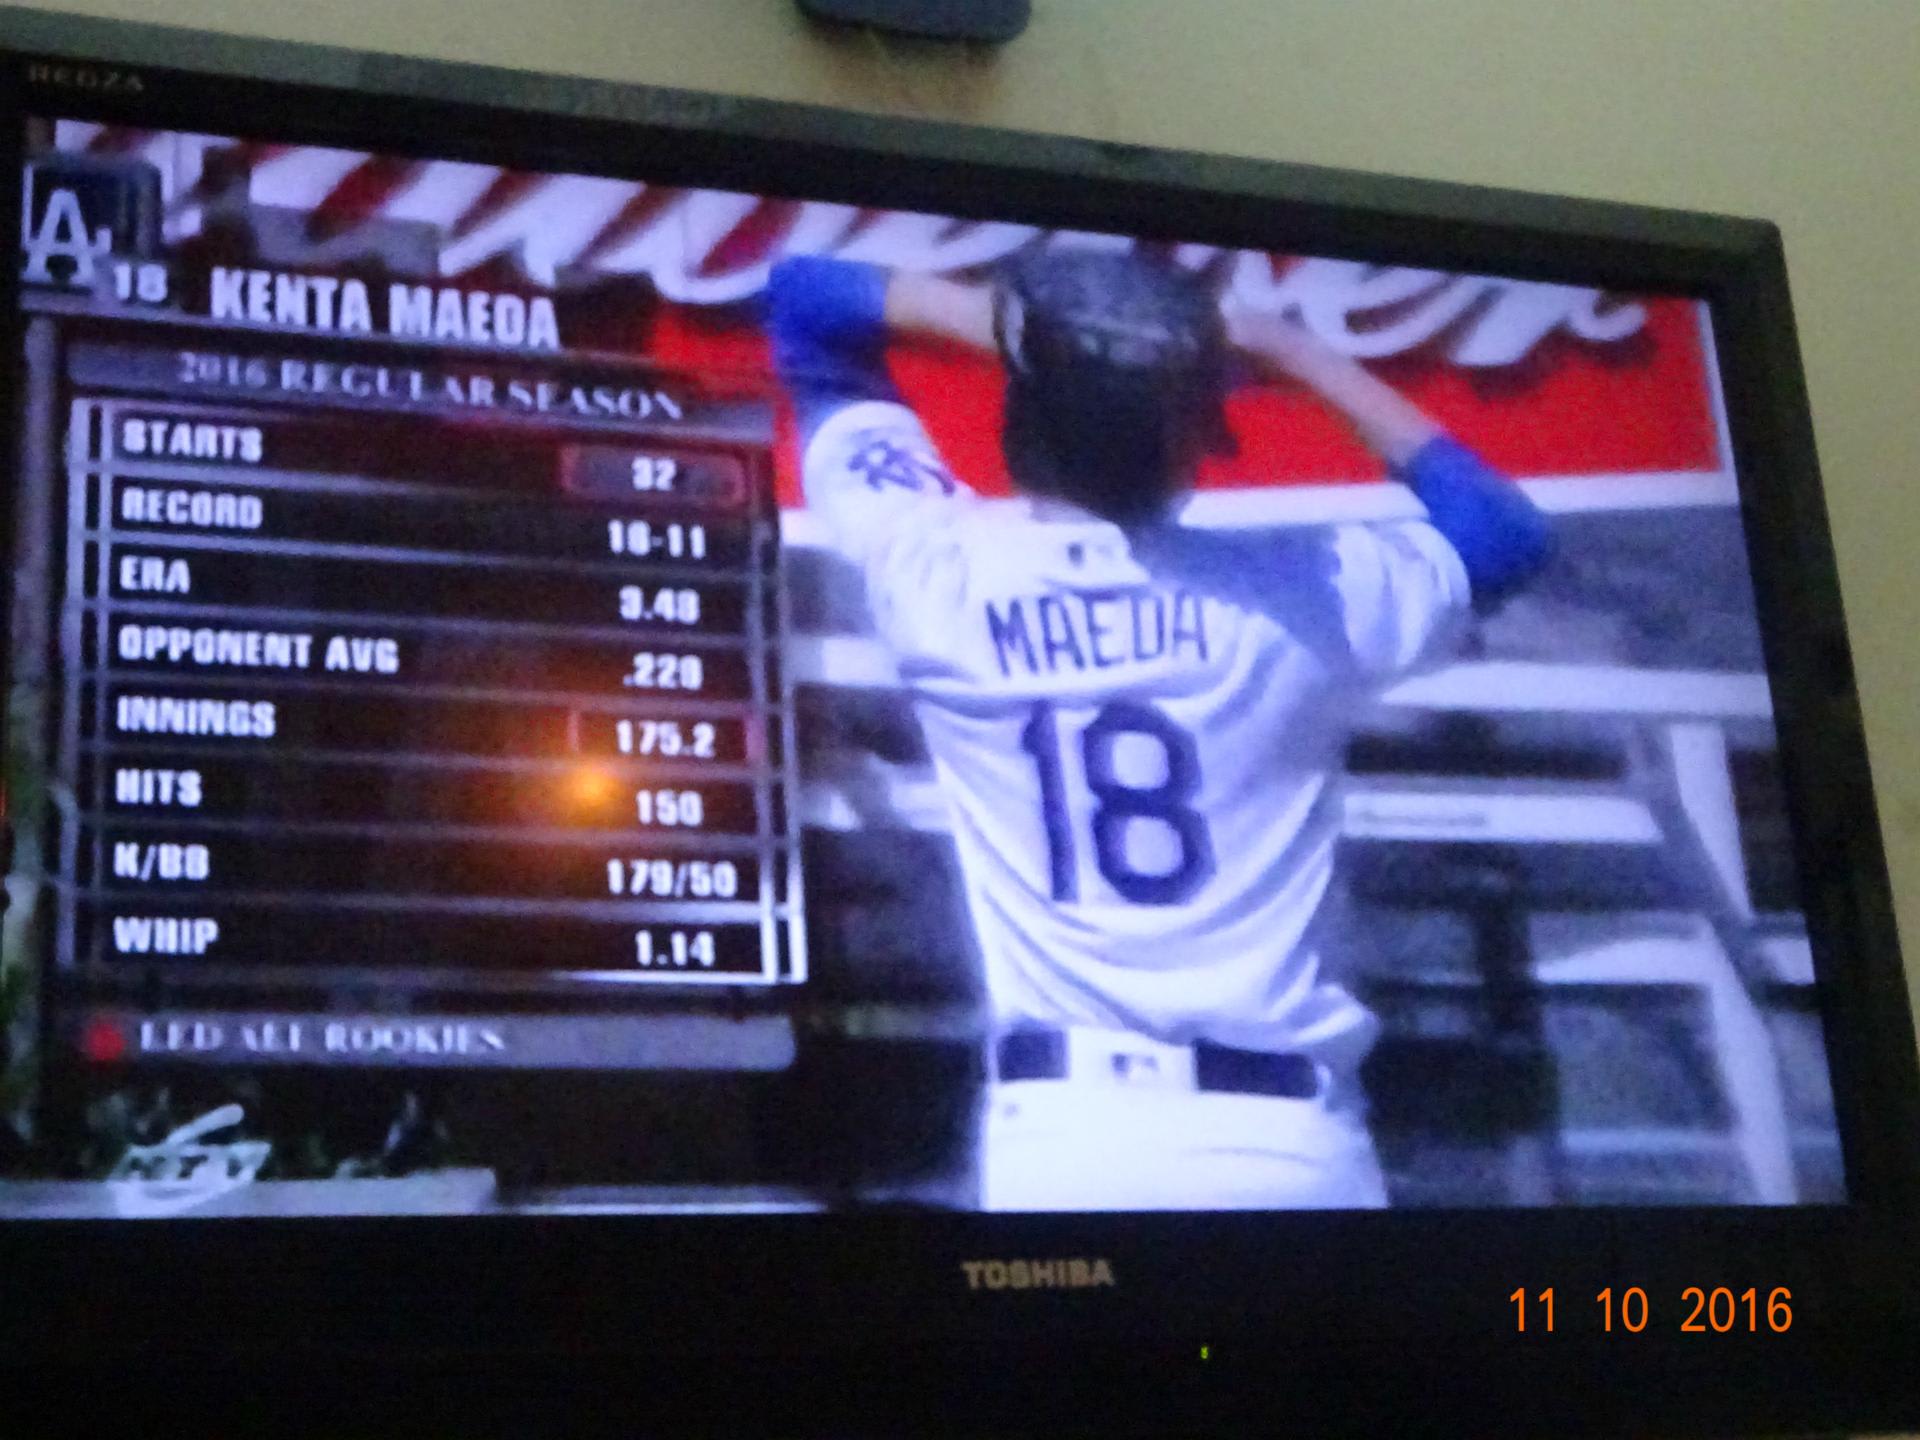 REGZA
LA
18 KENTA MAEDA
2016 REGULAR SEASON
STARTS 32
RECORD 16-11
ERA 3.48
OPPONENT AVG .229
INNINGS 175.2
HITS 150
K/BB 179/50
WHIP 1.14
LED ALL ROOKIES
MAEDA
18
TOSHIBA
11 10 2016